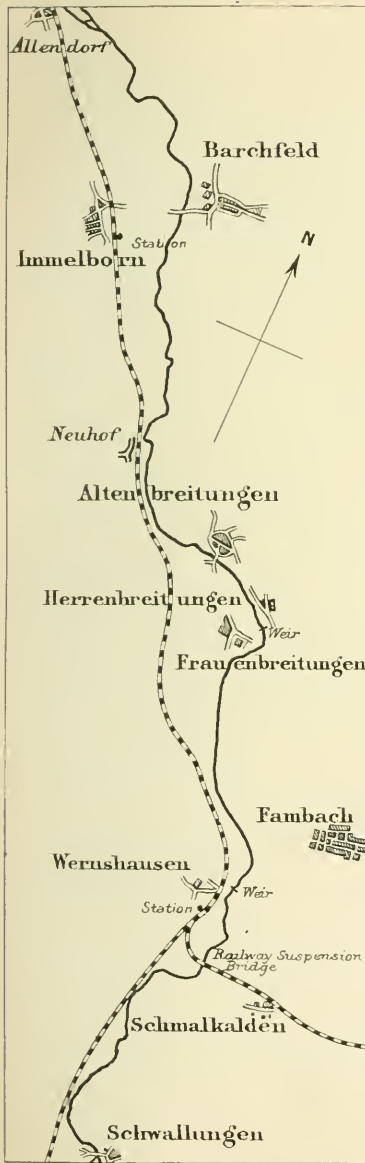 Allendorf
Barchfeld
Station
Immelborn
N
Neuhof
Altenbreitungen
Herrenbreitungen
Weir
Frauenbreitungen
Fambach
Wernshausen
Weir
Station
Railway Suspension
Bridge
Schmalkalden
Schwallungen